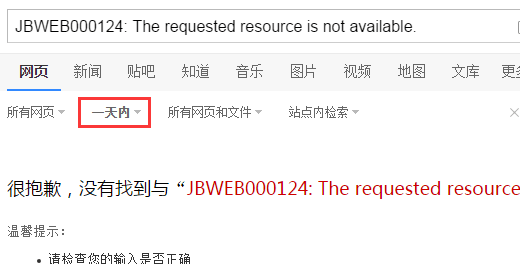 JBWEB000124: The requested resource is not available.
网页 新闻 贴吧 知道 音乐 图片 视频 地图 文库 更多
所有网页 一天内 所有网页和文件 站点内检索
很抱歉，没有找到与“JBWEB000124: The requested resource
温馨提示：
请检查您的输入是否正确